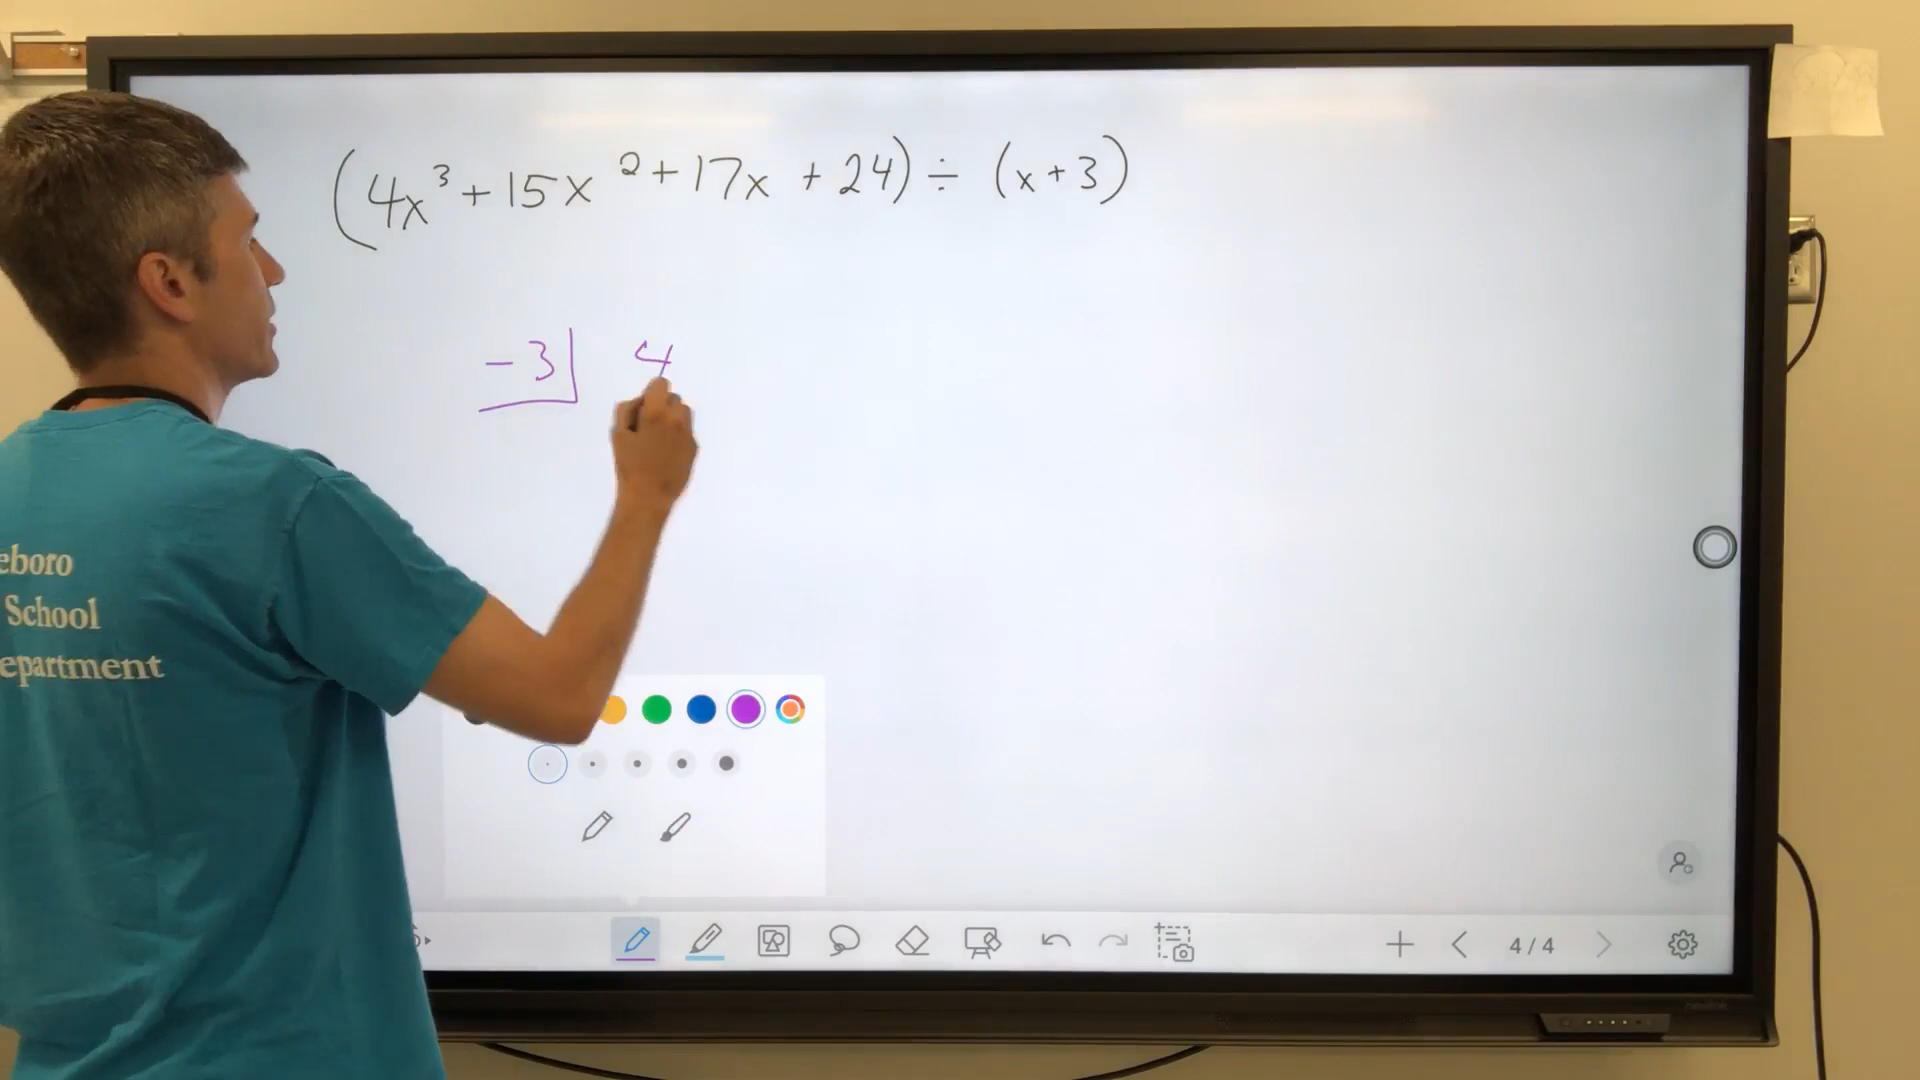 (4x³+15x²+17x+24)÷(x+3)
-3 4
eboro
School
epartment
4/4